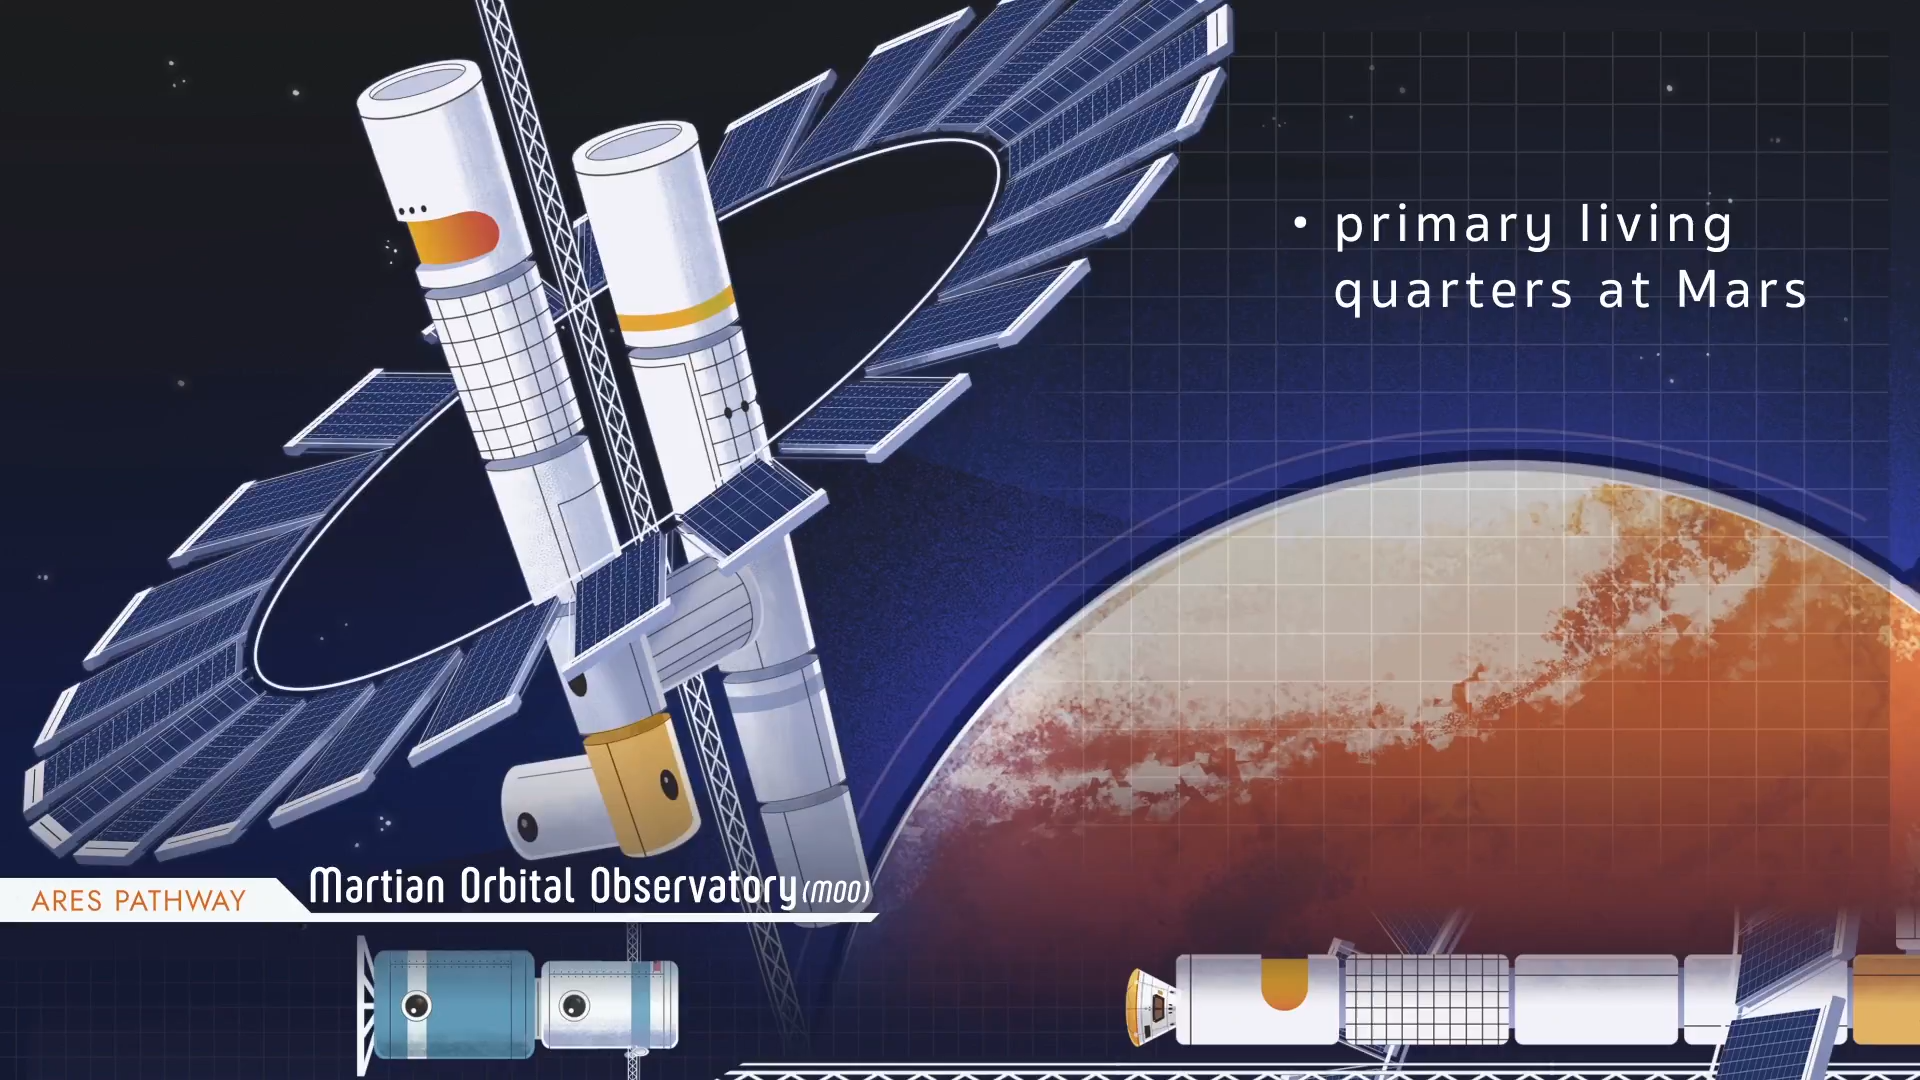 • primary living
quarters at Mars
ARES PATHWAY
Martian Orbital Observatory (MOO)